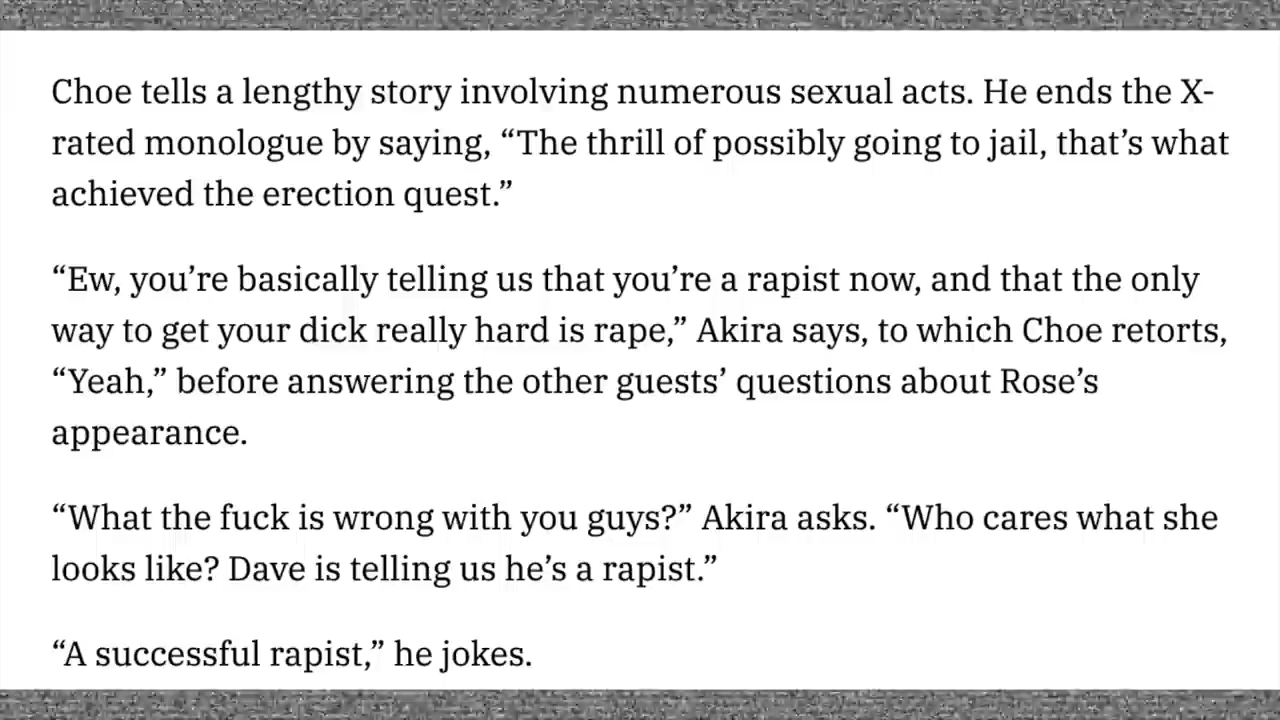 Choe tells a lengthy story involving numerous sexual acts. He ends the X-
rated monologue by saying, “The thrill of possibly going to jail, that’s what
achieved the erection quest.”
“Ew, you’re basically telling us that you’re a rapist now, and that the only
way to get your dick really hard is rape,” Akira says, to which Choe retorts,
“Yeah,” before answering the other guests’ questions about Rose’s
appearance.
“What the fuck is wrong with you guys?” Akira asks. “Who cares what she
looks like? Dave is telling us he’s a rapist.”
“A successful rapist,” he jokes.